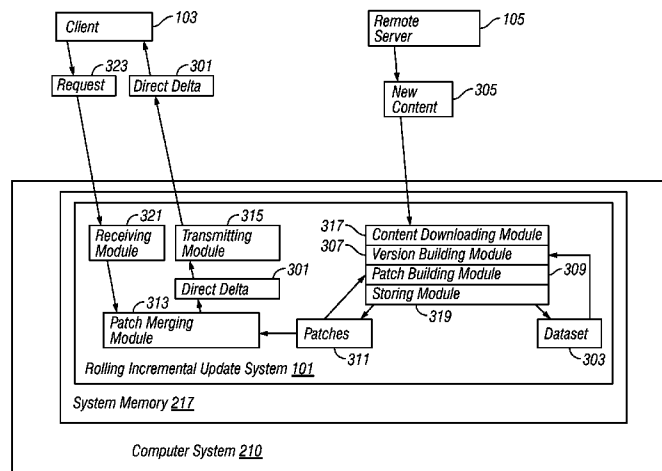 Client
103
Remote
Server
105
323
301
Request
Direct Delta
New
Content
305
321
Receiving
Module
315
Transmitting
Module
317
Content Downloading Module
307
Version Building Module
Patch Building Module
309
Storing Module
319
301
Direct Delta
313
Patch Merging
Module
Patches
311
Dataset
303
Rolling Incremental Update System 101
System Memory 217
Computer System 210